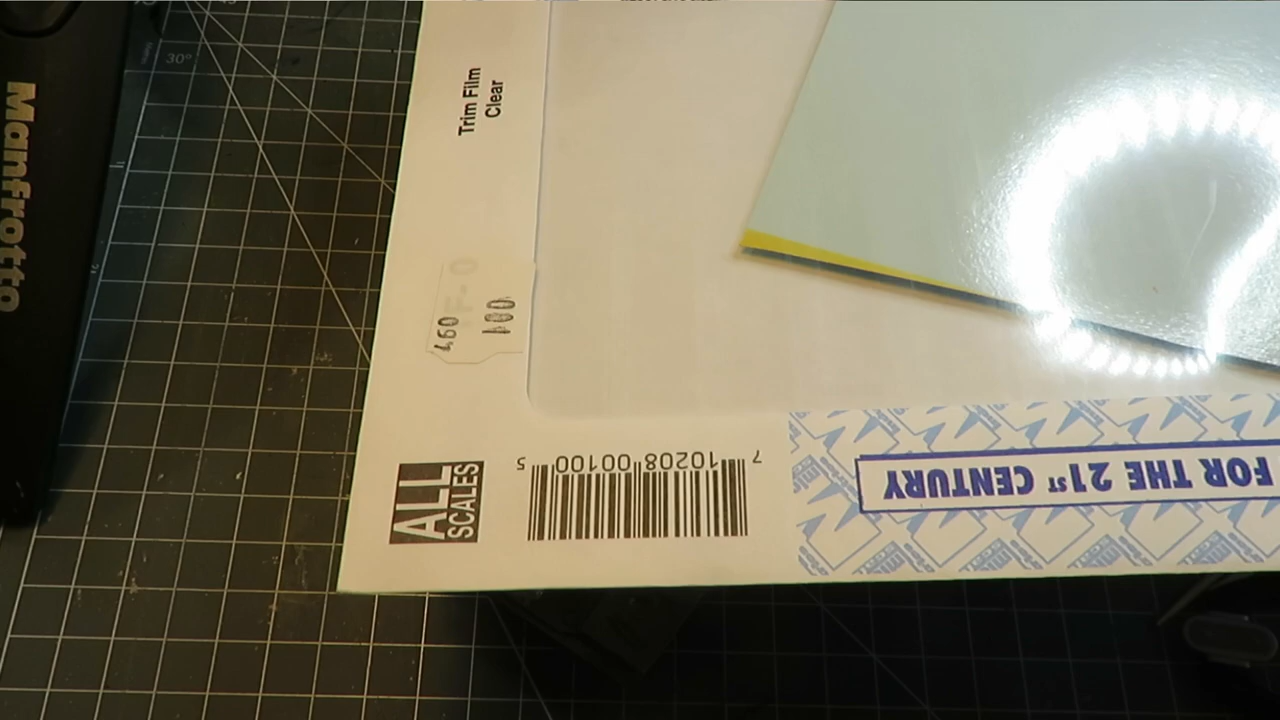 Manfrotto
30°
Trim Film
Clear
460
100
ALL
SCALES
7 10208 00100 5
FOR THE 21ST CENTURY